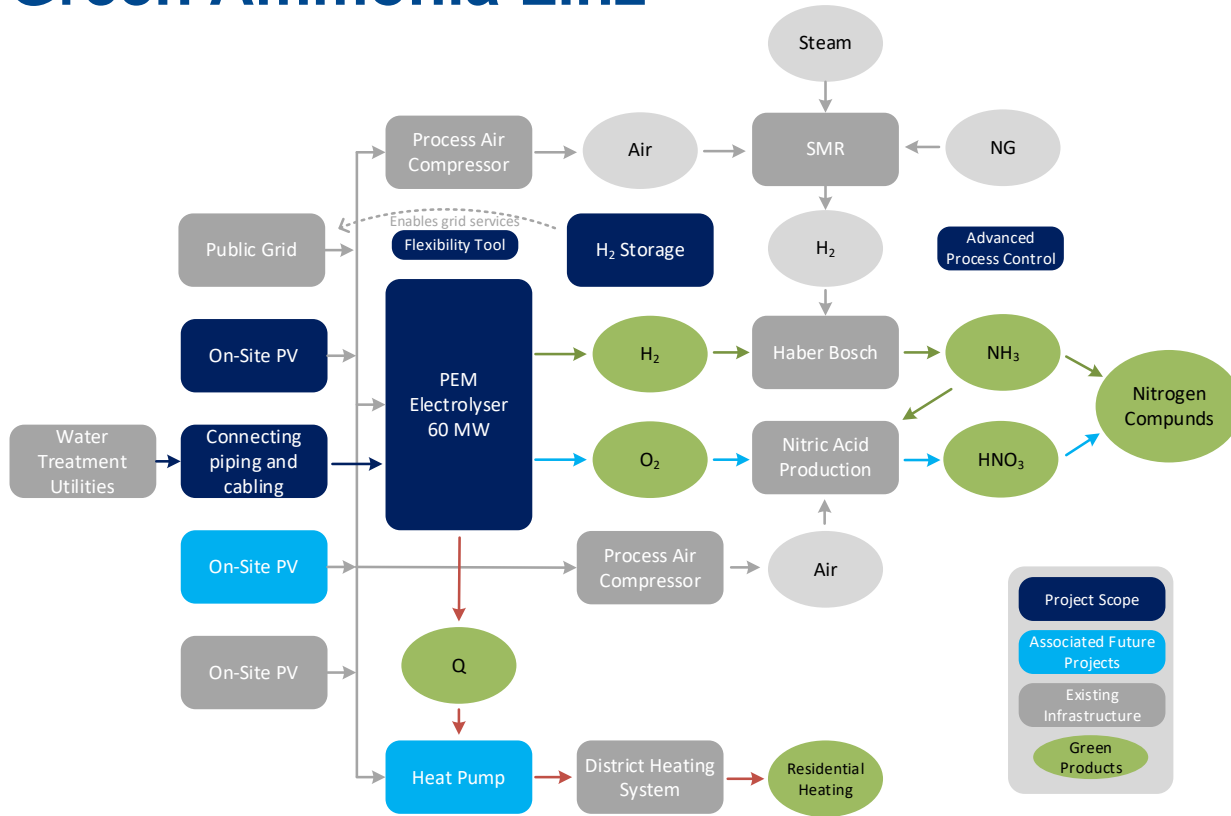 Green Ammonia Linz
Steam
Process Air
Compressor
Air
SMR
NG
Enables grid services
Public Grid
Flexibility Tool
H₂ Storage
H₂
Advanced
Process Control
On-Site PV
PEM
Electrolyser
60 MW
H₂
Haber Bosch
NH₃
Nitrogen
Compunds
Water
Treatment
Utilities
Connecting
piping and
cabling
O₂
Nitric Acid
Production
HNO₃
On-Site PV
Process Air
Compressor
Air
Project Scope
Associated Future
Projects
On-Site PV
Q
Existing
Infrastructure
Green
Products
Heat Pump
District Heating
System
Residential
Heating